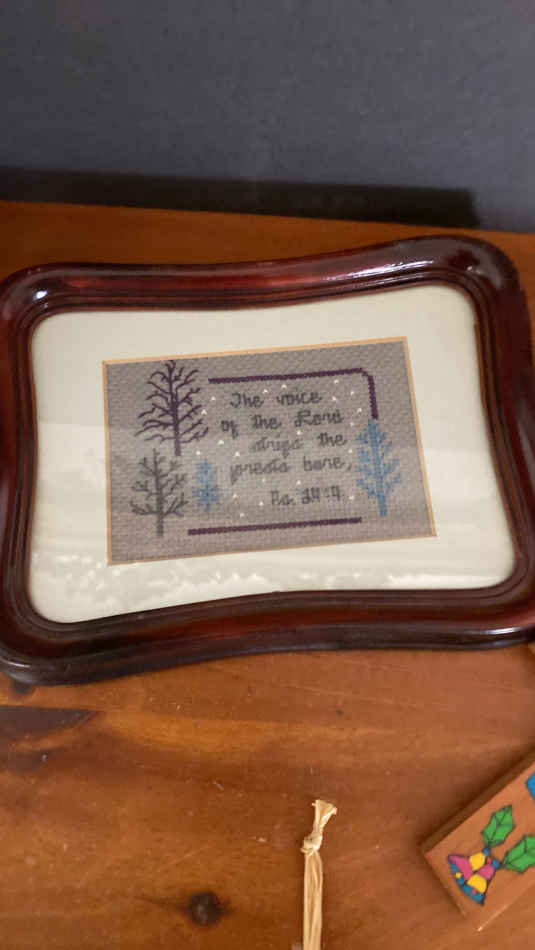 The voice
of the Lord
strips the
forests bare,
Ps. 29:9